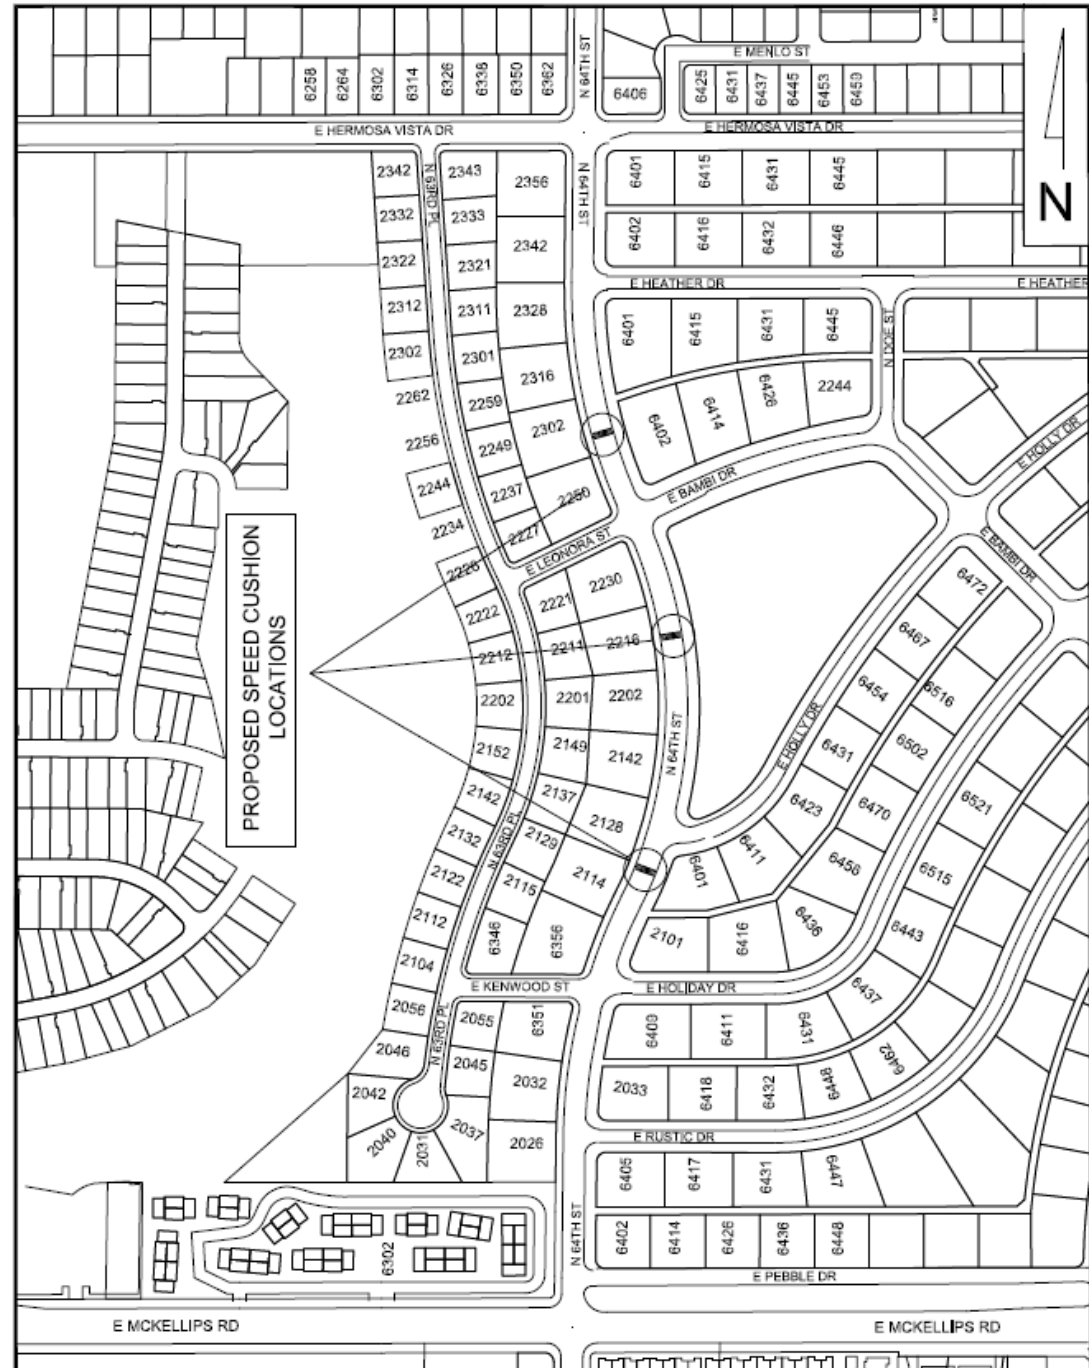 E MENLO ST
N 64TH ST
6258 6264 6302 6314 6326 6338 6350 6362
6406
6425 6431 6437 6445 6453 6459
E HERMOSA VISTA DR
E HERMOSA VISTA DR
N
N 63RD PL
N 64TH ST
2342 2343 2356
6401 6415 6431 6445
2332 2333
2342
6402 6416 6432 6446
2322 2321
E HEATHER DR
E HEATHER
2312 2311 2328
6401 6415 6431 6445
N DOE ST
2302 2301
2316
2262 2259
6402 6414 6426 2244
2302
2256 2249
E HOLLY DR
2244 2237 2250
E BAMBI DR
2234 2227
E LEONORA ST
E BAMBI DR
PROPOSED SPEED CUSHION
LOCATIONS
2226
2230
6472
2222 2221
2216
6467
2212 2211
6454 6516
2202 2201 2202
N 64TH ST
E HOLLY DR
2152 2149 2142
6431 6502
2142 2137
6423 6470 6521
2132 2129 2128
N 63RD PL
6411 6458
2122 2115 2114
6401 6515
2112
6346 6356
2101 6416 6436 6443
2104
E KENWOOD ST
E HOLIDAY DR
2056 2055 6351
6409 6411 6431 6437
N 63RD PL
2046 2045 2032
6448 6462
2042
2033 6418 6432
2040 2031 2037 2026
E RUSTIC DR
6405 6417 6431 6447
N 64TH ST
6302
6402 6414 6426 6436 6448
E PEBBLE DR
E MCKELLIPS RD
E MCKELLIPS RD